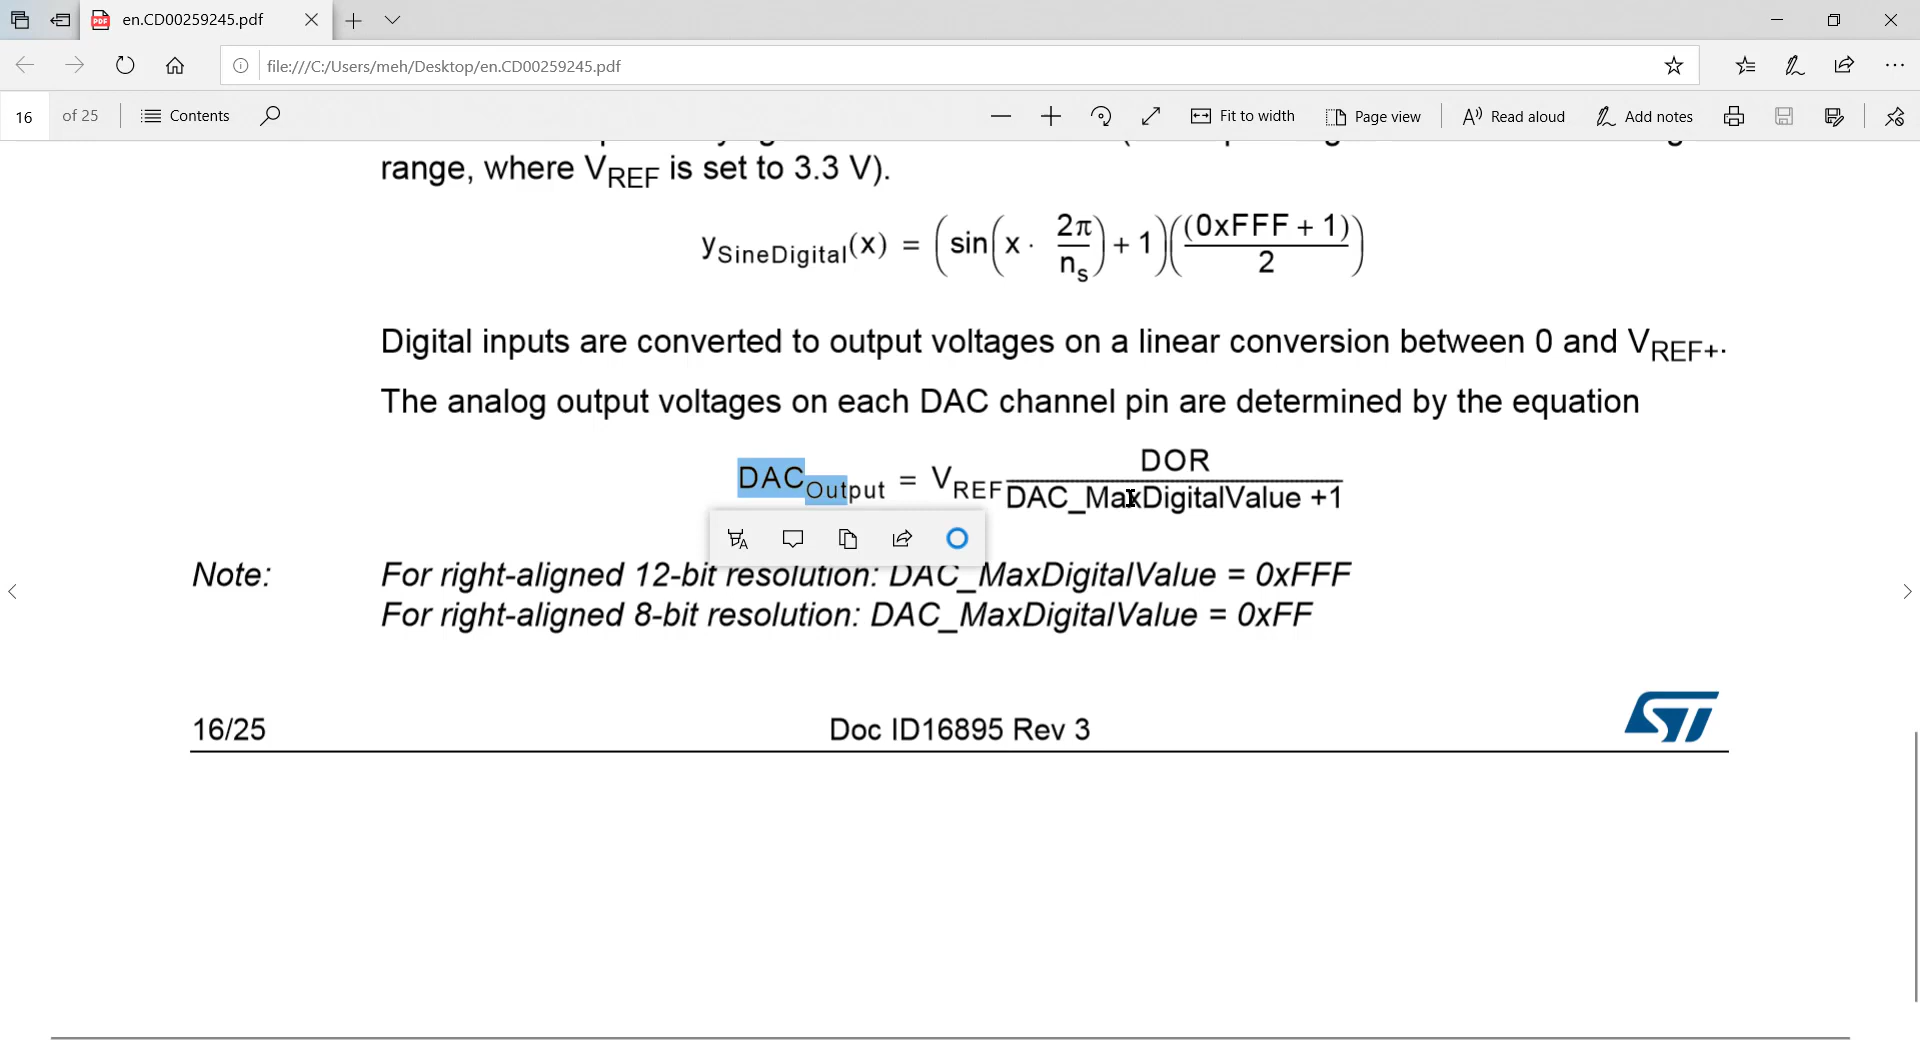 en.CD00259245.pdf
file:///C:/Users/meh/Desktop/en.CD00259245.pdf
16 of 25 Contents Fit to width Page view Read aloud Add notes
range, where VREF is set to 3.3 V).
ySineDigital(x) = (sin(x · 2π/ns) + 1)((0xFFF + 1)/2)
Digital inputs are converted to output voltages on a linear conversion between 0 and VREF+.
The analog output voltages on each DAC channel pin are determined by the equation
DACOutput = VREF DOR/DAC_MaxDigitalValue +1
Note: For right-aligned 12-bit resolution: DAC_MaxDigitalValue = 0xFFF
For right-aligned 8-bit resolution: DAC_MaxDigitalValue = 0xFF
16/25 Doc ID16895 Rev 3 ST